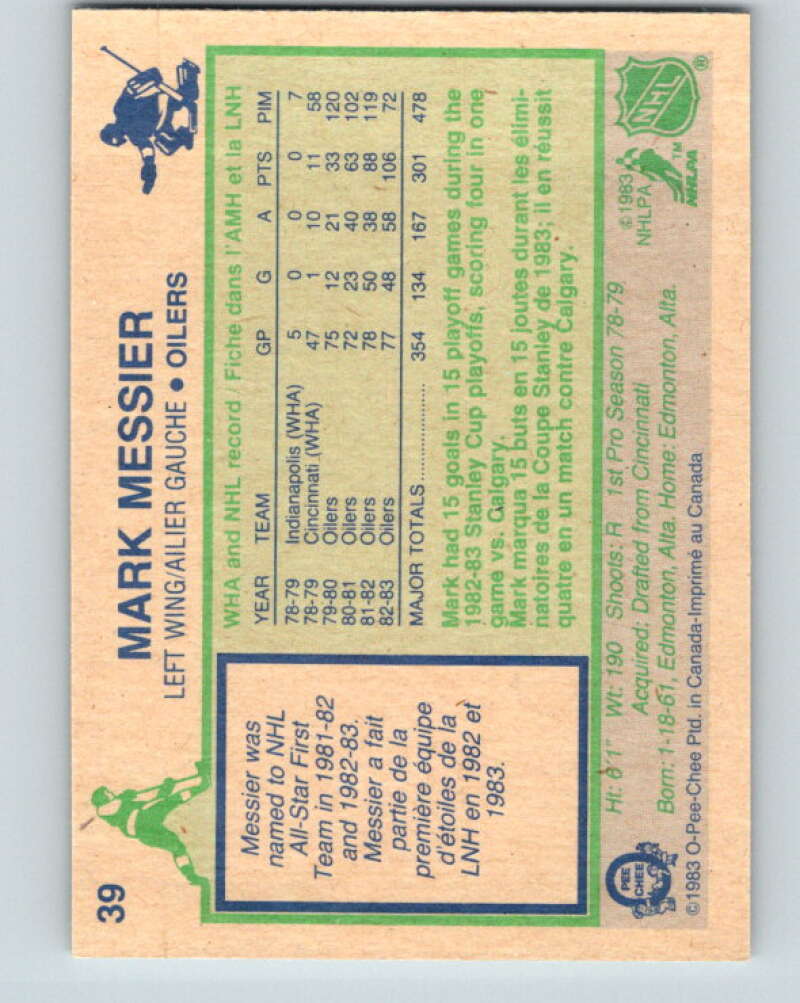 39
MARK MESSIER
LEFT WING/AILIER GAUCHE • OILERS
Messier was
named to NHL
All-Star First
Team in 1981-82
and 1982-83.
Messier a fait
partie de la
première équipe
d'étoiles de la
LNH en 1982 et
1983.
WHA and NHL record / Fiche dans l'AMH et la LNH
YEAR TEAM GP G A PTS PIM
78-79 Indianapolis (WHA) 5 0 0 0 7
78-79 Cincinnati (WHA) 47 1 10 11 58
79-80 Oilers 75 12 21 33 120
80-81 Oilers 72 23 40 63 102
81-82 Oilers 78 50 38 88 119
82-83 Oilers 77 48 58 106 72
MAJOR TOTALS .................... 354 134 167 301 478
Mark had 15 goals in 15 playoff games during the
1982-83 Stanley Cup playoffs, scoring four in one
game vs. Calgary.
Mark marqua 15 buts en 15 joutes durant les élimi-
natoires de la Coupe Stanley de 1983; il en réussit
quatre en un match contre Calgary.
Ht: 6'1" Wt: 190 Shoots: R 1st Pro Season 78-79
Acquired: Drafted from Cincinnati
Born: 1-18-61, Edmonton, Alta. Home: Edmonton, Alta.
©1983 O-Pee-Chee Ptd. in Canada-Imprimé au Canada
O PEE CHEE
©1983
NHLPA
NHLPA ™
NHL ®